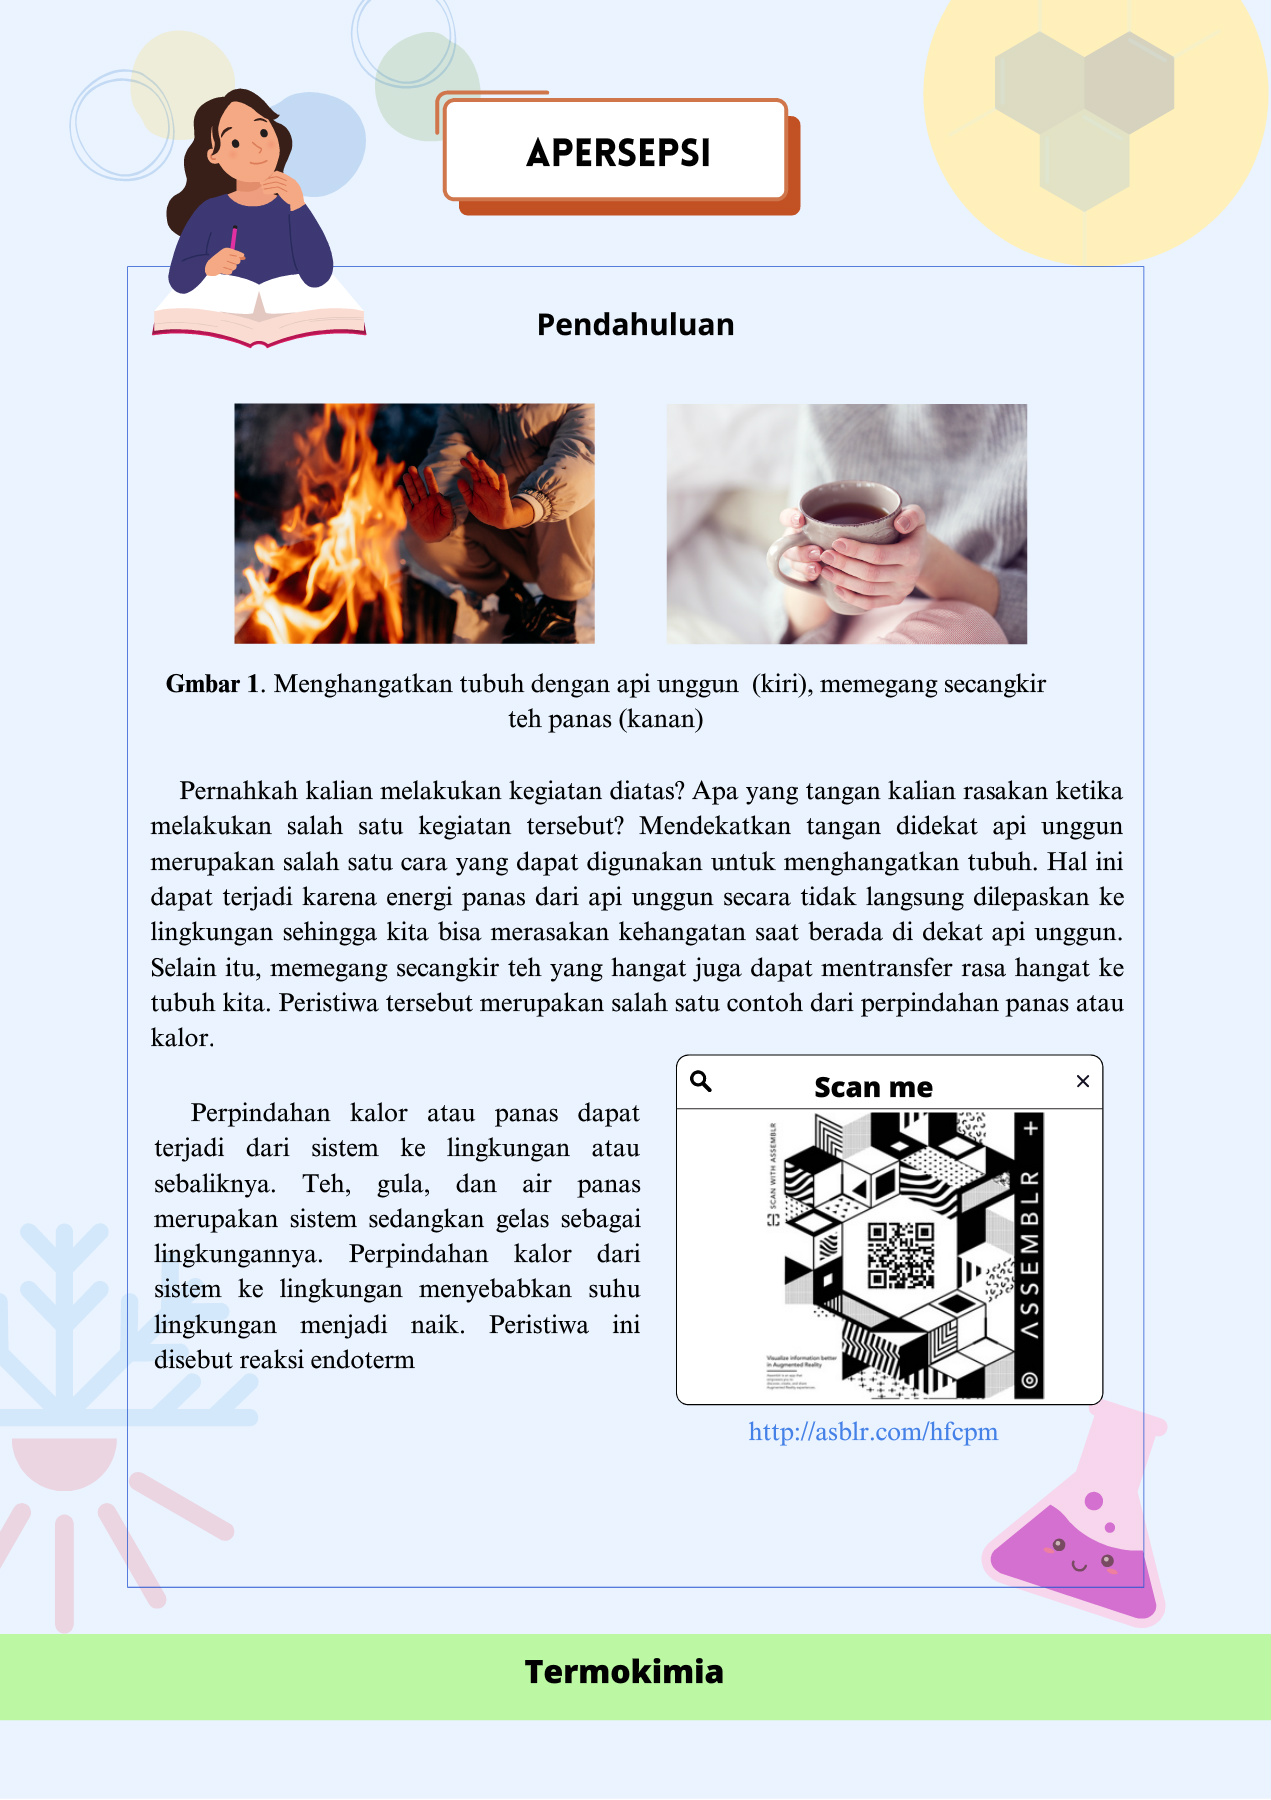 APERSEPSI
Pendahuluan
Gmbar 1. Menghangatkan tubuh dengan api unggun (kiri), memegang secangkir
teh panas (kanan)
Pernahkah kalian melakukan kegiatan diatas? Apa yang tangan kalian rasakan ketika
melakukan salah satu kegiatan tersebut? Mendekatkan tangan didekat api unggun
merupakan salah satu cara yang dapat digunakan untuk menghangatkan tubuh. Hal ini
dapat terjadi karena energi panas dari api unggun secara tidak langsung dilepaskan ke
lingkungan sehingga kita bisa merasakan kehangatan saat berada di dekat api unggun.
Selain itu, memegang secangkir teh yang hangat juga dapat mentransfer rasa hangat ke
tubuh kita. Peristiwa tersebut merupakan salah satu contoh dari perpindahan panas atau
kalor.
Perpindahan kalor atau panas dapat
terjadi dari sistem ke lingkungan atau
sebaliknya. Teh, gula, dan air panas
merupakan sistem sedangkan gelas sebagai
lingkungannya. Perpindahan kalor dari
sistem ke lingkungan menyebabkan suhu
lingkungan menjadi naik. Peristiwa ini
disebut reaksi endoterm
Scan me
SCAN WITH ASSEMBLR
ASSEMBLR
Visualize information better
in Augmented Reality
http://asblr.com/hfcpm
Termokimia